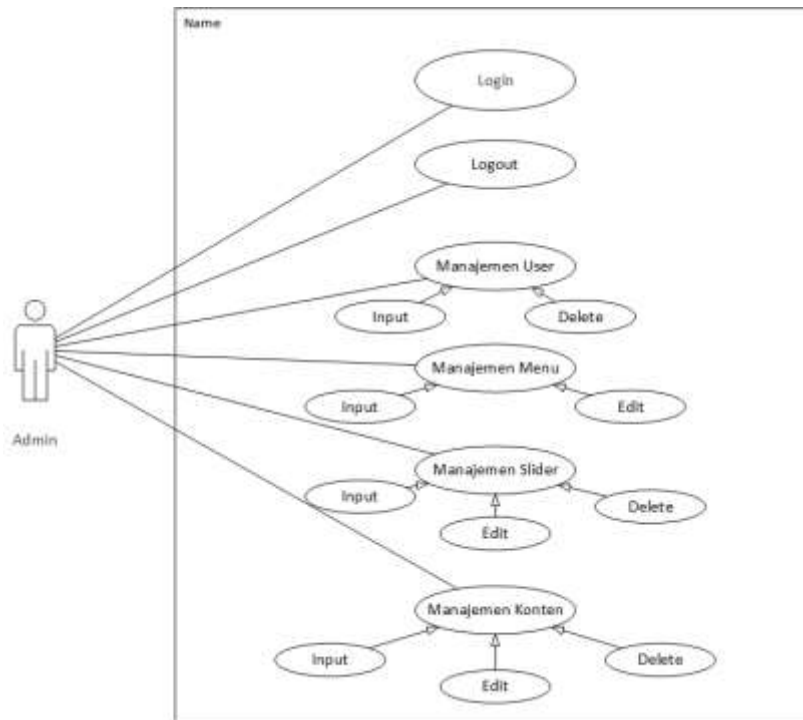 Name
Login
Logout
Manajemen User
Input
Delete
Manajemen Menu
Input
Edit
Admin
Manajemen Slider
Input
Delete
Edit
Manajemen Konten
Input
Delete
Edit